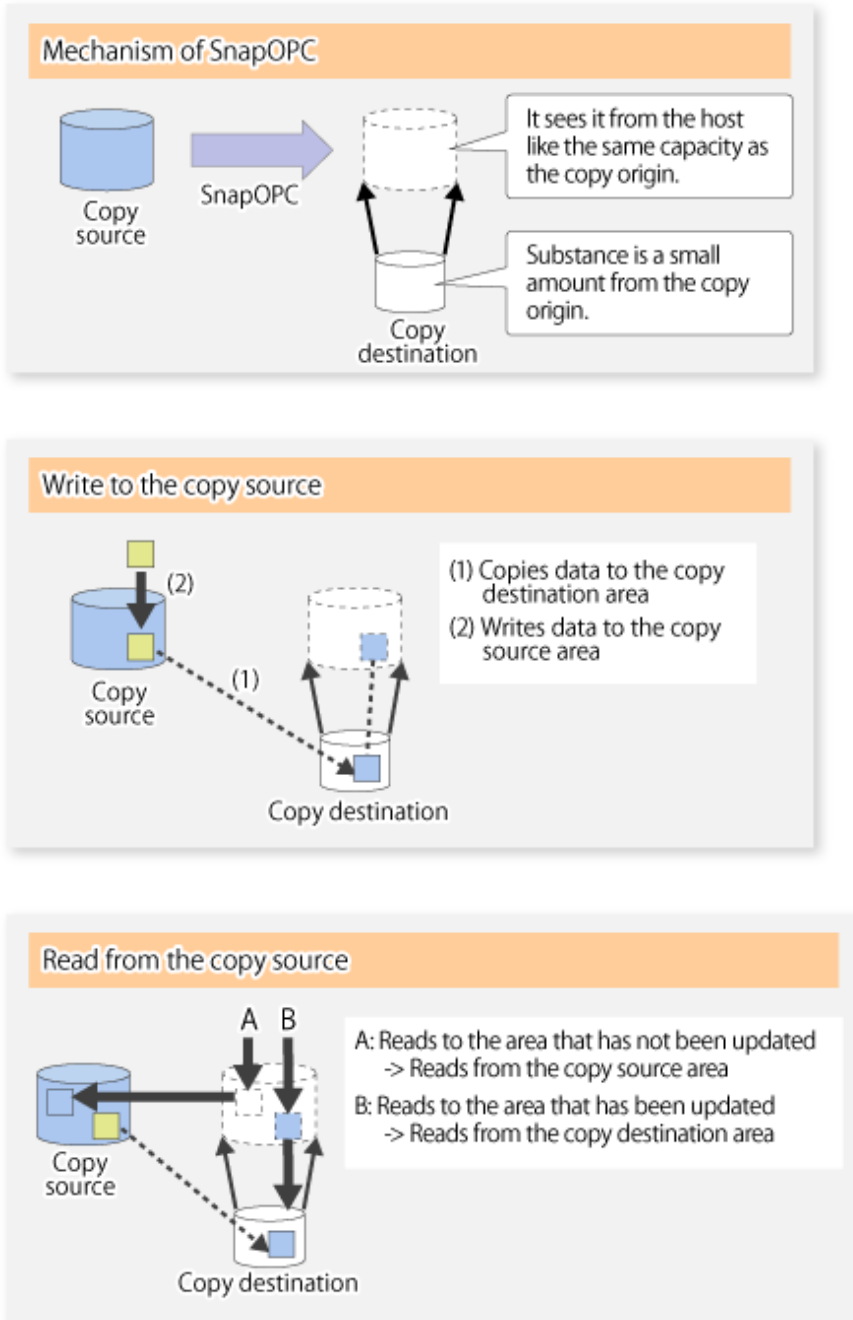 Mechanism of SnapOPC
Copy
source
SnapOPC
It sees it from the host
like the same capacity as
the copy origin.
Substance is a small
amount from the copy
origin.
Copy
destination
Write to the copy source
(2)
(1)
Copy
source
Copy destination
(1) Copies data to the copy
destination area
(2) Writes data to the copy
source area
Read from the copy source
A B
Copy
source
Copy destination
A: Reads to the area that has not been updated
-> Reads from the copy source area
B: Reads to the area that has been updated
-> Reads from the copy destination area